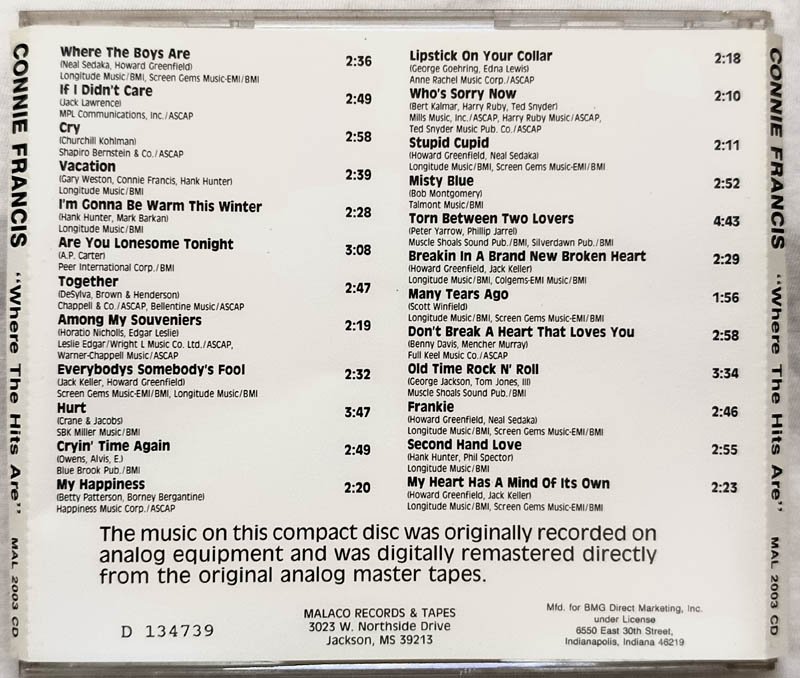 CONNIE FRANCIS "Where The Hits Are" MAL 2003 CD
Where The Boys Are 2:36
(Neal Sedaka, Howard Greenfield)
Longitude Music/BMI, Screen Gems Music-EMI/BMI
If I Didn't Care 2:49
(Jack Lawrence)
MPL Communications, Inc./ASCAP
Cry 2:58
(Churchill Kohlman)
Shapiro Bernstein & Co./ASCAP
Vacation 2:39
(Gary Weston, Connie Francis, Hank Hunter)
Longitude Music/BMI
I'm Gonna Be Warm This Winter 2:28
(Hank Hunter, Mark Barkan)
Longitude Music/BMI
Are You Lonesome Tonight 3:08
(A.P. Carter)
Peer International Corp./BMI
Together 2:47
(DeSylva, Brown & Henderson)
Chappell & Co./ASCAP, Bellentine Music/ASCAP
Among My Souveniers 2:19
(Horatio Nicholls, Edgar Leslie)
Leslie Edgar/Wright L Music Co. Ltd./ASCAP,
Warner-Chappell Music/ASCAP
Everybodys Somebody's Fool 2:32
(Jack Keller, Howard Greenfield)
Screen Gems Music-EMI/BMI, Longitude Music/BMI
Hurt 3:47
(Crane & Jacobs)
SBK Miller Music/BMI
Cryin' Time Again 2:49
(Owens, Alvis, E.)
Blue Brook Pub./BMI
My Happiness 2:20
(Betty Patterson, Borney Bergantine)
Happiness Music Corp./ASCAP
Lipstick On Your Collar 2:18
(George Goehring, Edna Lewis)
Anne Rachel Music Corp./ASCAP
Who's Sorry Now 2:10
(Bert Kalmar, Harry Ruby, Ted Snyder)
Mills Music, Inc./ASCAP, Harry Ruby Music/ASCAP,
Ted Snyder Music Pub. Co./ASCAP
Stupid Cupid 2:11
(Howard Greenfield, Neal Sedaka)
Longitude Music/BMI, Screen Gems Music-EMI/BMI
Misty Blue 2:52
(Bob Montgomery)
Talmont Music/BMI
Torn Between Two Lovers 4:43
(Peter Yarrow, Phillip Jarrel)
Muscle Shoals Sound Pub./BMI, Silverdawn Pub./BMI
Breakin In A Brand New Broken Heart 2:29
(Howard Greenfield, Jack Keller)
Longitude Music/BMI, Colgems-EMI Music/BMI
Many Tears Ago 1:56
(Scott Winfield)
Longitude Music/BMI, Screen Gems Music-EMI/BMI
Don't Break A Heart That Loves You 2:58
(Benny Davis, Mencher Murray)
Full Keel Music Co./ASCAP
Old Time Rock N' Roll 3:34
(George Jackson, Tom Jones, III)
Muscle Shoals Sound Pub./BMI
Frankie 2:46
(Howard Greenfield, Neal Sedaka)
Longitude Music/BMI, Screen Gems Music-EMI/BMI
Second Hand Love 2:55
(Hank Hunter, Phil Spector)
Longitude Music/BMI
My Heart Has A Mind Of Its Own 2:23
(Howard Greenfield, Jack Keller)
Longitude Music/BMI, Screen Gems Music-EMI/BMI
The music on this compact disc was originally recorded on
analog equipment and was digitally remastered directly
from the original analog master tapes.
D 134739
MALACO RECORDS & TAPES
3023 W. Northside Drive
Jackson, MS 39213
Mfd. for BMG Direct Marketing, Inc.
under License
6550 East 30th Street,
Indianapolis, Indiana 46219
CONNIE FRANCIS "Where The Hits Are" MAL 2003 CD